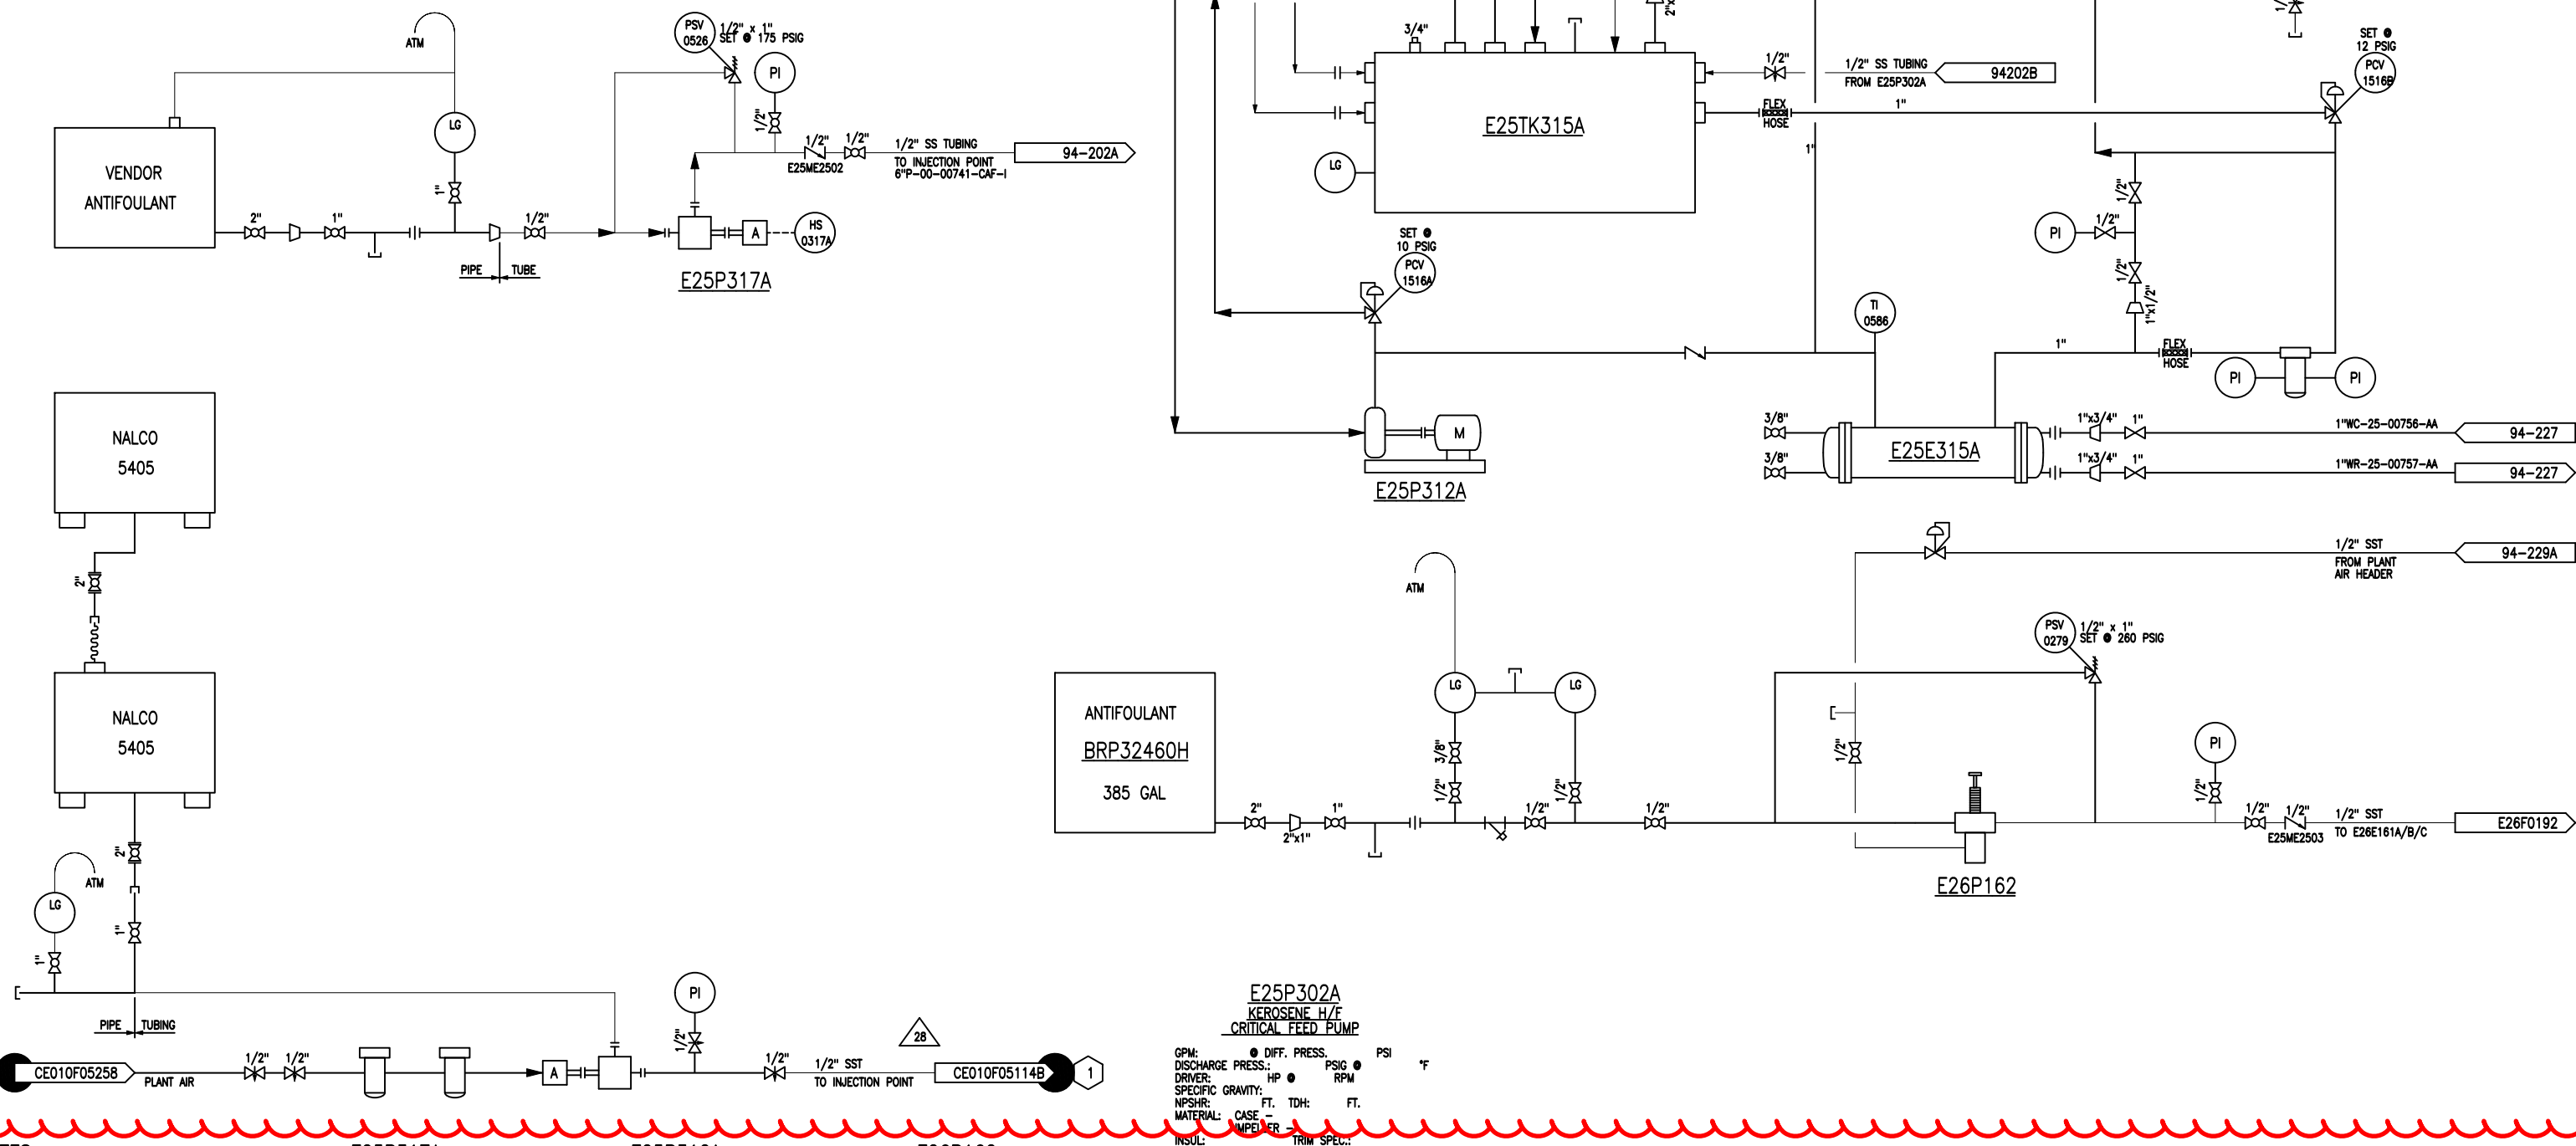 ATM
PSV
0526
1/2" x 1"
SET @ 175 PSIG
PI
1/2"
LG
VENDOR
ANTIFOULANT
2"
1"
1"
1/2"
PIPE
TUBE
1/2"
1/2"
E25ME2502
1/2" SS TUBING
TO INJECTION POINT
6"P-00-00741-CAF-I
94-202A
A
HS
0317A
E25P317A
3/4"
E25TK315A
LG
1/2"
1/2" SS TUBING
FROM E25P302A
94202B
FLEX
HOSE
1"
1"
SET @
12 PSIG
PCV
1516B
SET @
10 PSIG
PCV
1516A
1/2"
PI
1/2"
1/2"
1"x1/2"
TI
0586
1"
FLEX
HOSE
PI
PI
M
E25P312A
3/8"
3/8"
E25E315A
1"x3/4"
1"
1"WC-25-00756-AA
94-227
1"x3/4"
1"
1"WR-25-00757-AA
94-227
NALCO
5405
2"
NALCO
5405
2"
ATM
LG
1"
1"
PIPE
TUBING
CE010F05258
PLANT AIR
1/2"
1/2"
A
PI
1/2"
1/2"
1/2" SST
TO INJECTION POINT
28
CE010F05114B
1
1/2" SST
FROM PLANT
AIR HEADER
94-229A
ATM
PSV
0279
1/2" x 1"
SET @ 260 PSIG
ANTIFOULANT
BRP32460H
385 GAL
LG
LG
3/8"
1/2"
1/2"
2"
2"x1"
1"
1/2"
1/2"
1/2"
PI
1/2"
1/2"
1/2"
E25ME2503
1/2" SST
TO E26E161A/B/C
E26F0192
E26P162
E25P302A
KEROSENE H/F
CRITICAL FEED PUMP
GPM: @ DIFF. PRESS. PSI
DISCHARGE PRESS.: PSIG @ °F
DRIVER: HP @ RPM
SPECIFIC GRAVITY:
NPSHR: FT. TDH: FT.
MATERIAL: CASE -
IMPELLER -
INSUL: TRIM SPEC.: